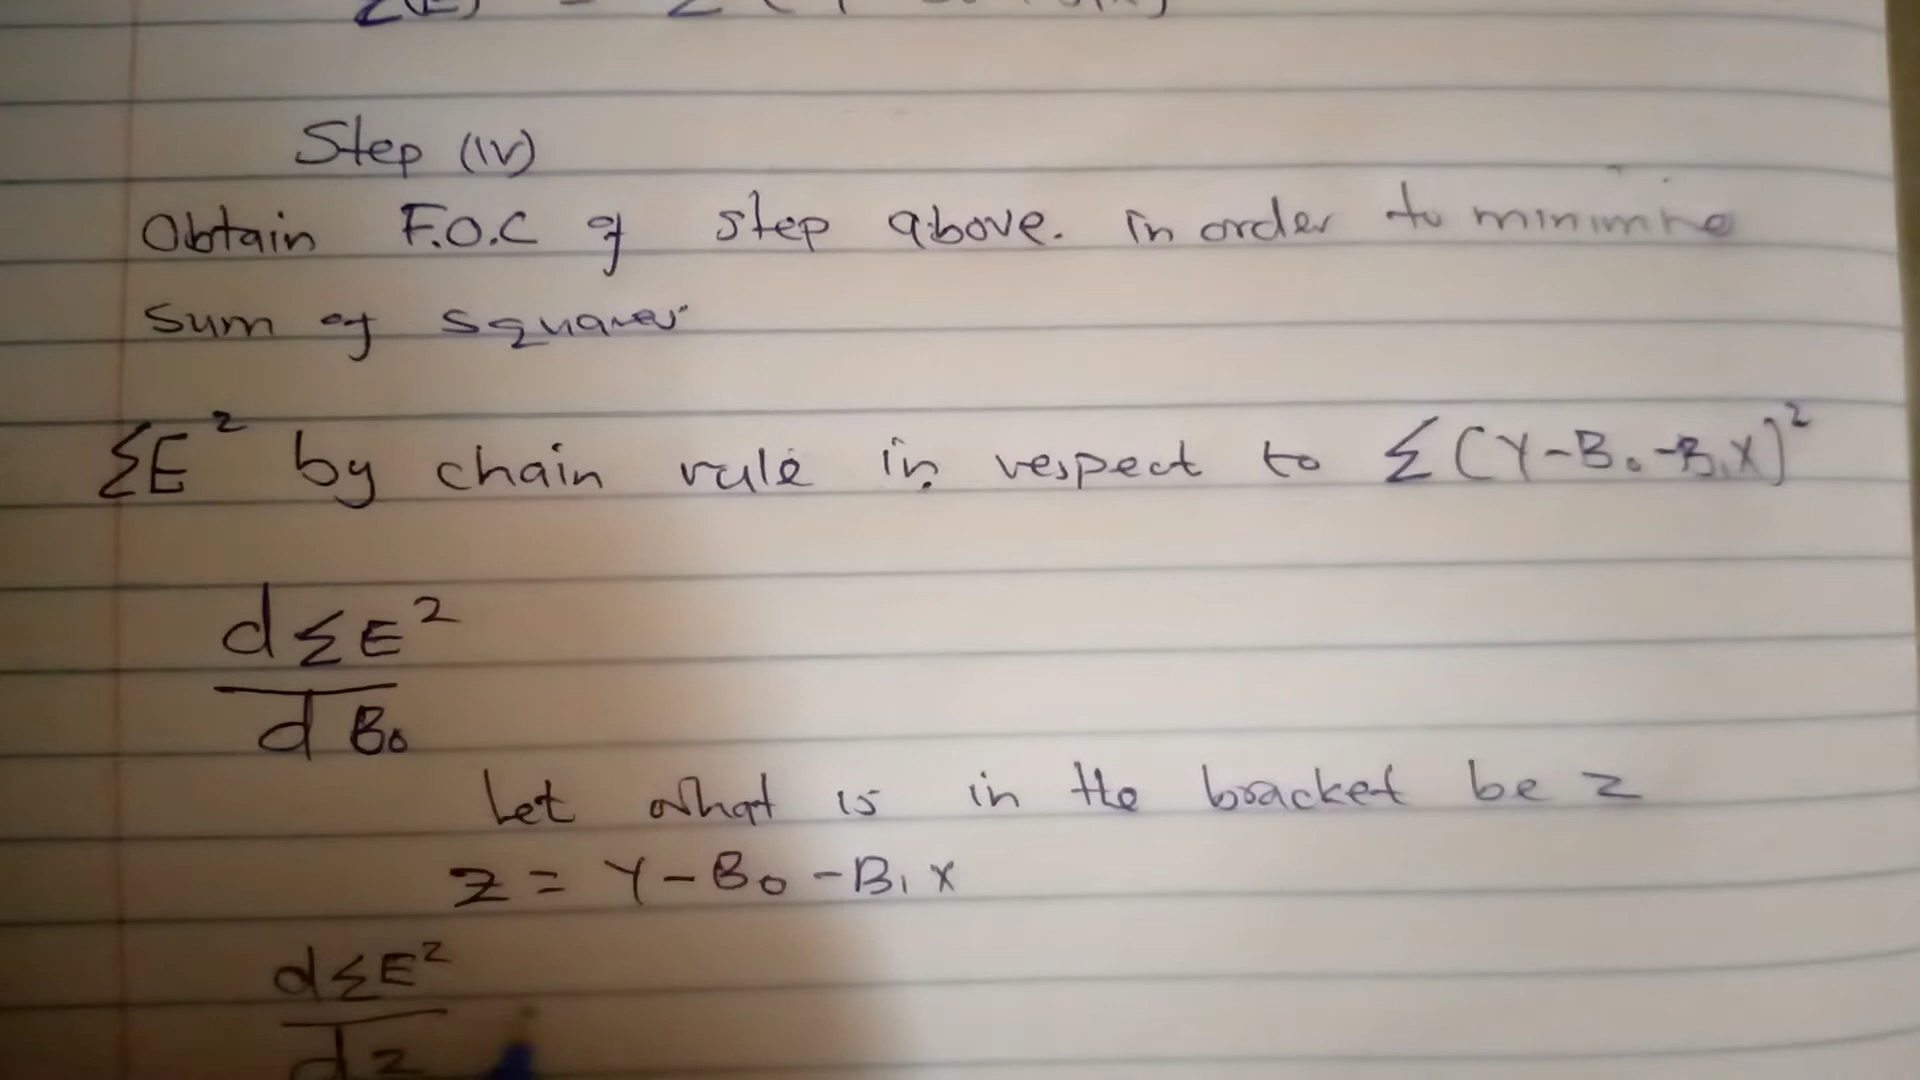 Step (IV)
Obtain F.O.C of step above. in order to minimize
sum of squares
ΣE² by chain rule in respect to Σ(Y-B₀-B₁X)²
dΣE²
dB₀
Let what is in the bracket be z
z = Y-B₀-B₁x
dΣE²
dz